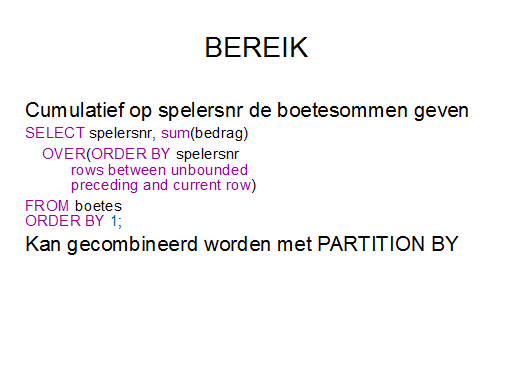 BEREIK
Cumulatief op spelersnr de boetesommen geven
SELECT spelersnr, sum(bedrag)
OVER(ORDER BY spelersnr
rows between unbounded
preceding and current row)
FROM boetes
ORDER BY 1;
Kan gecombineerd worden met PARTITION BY